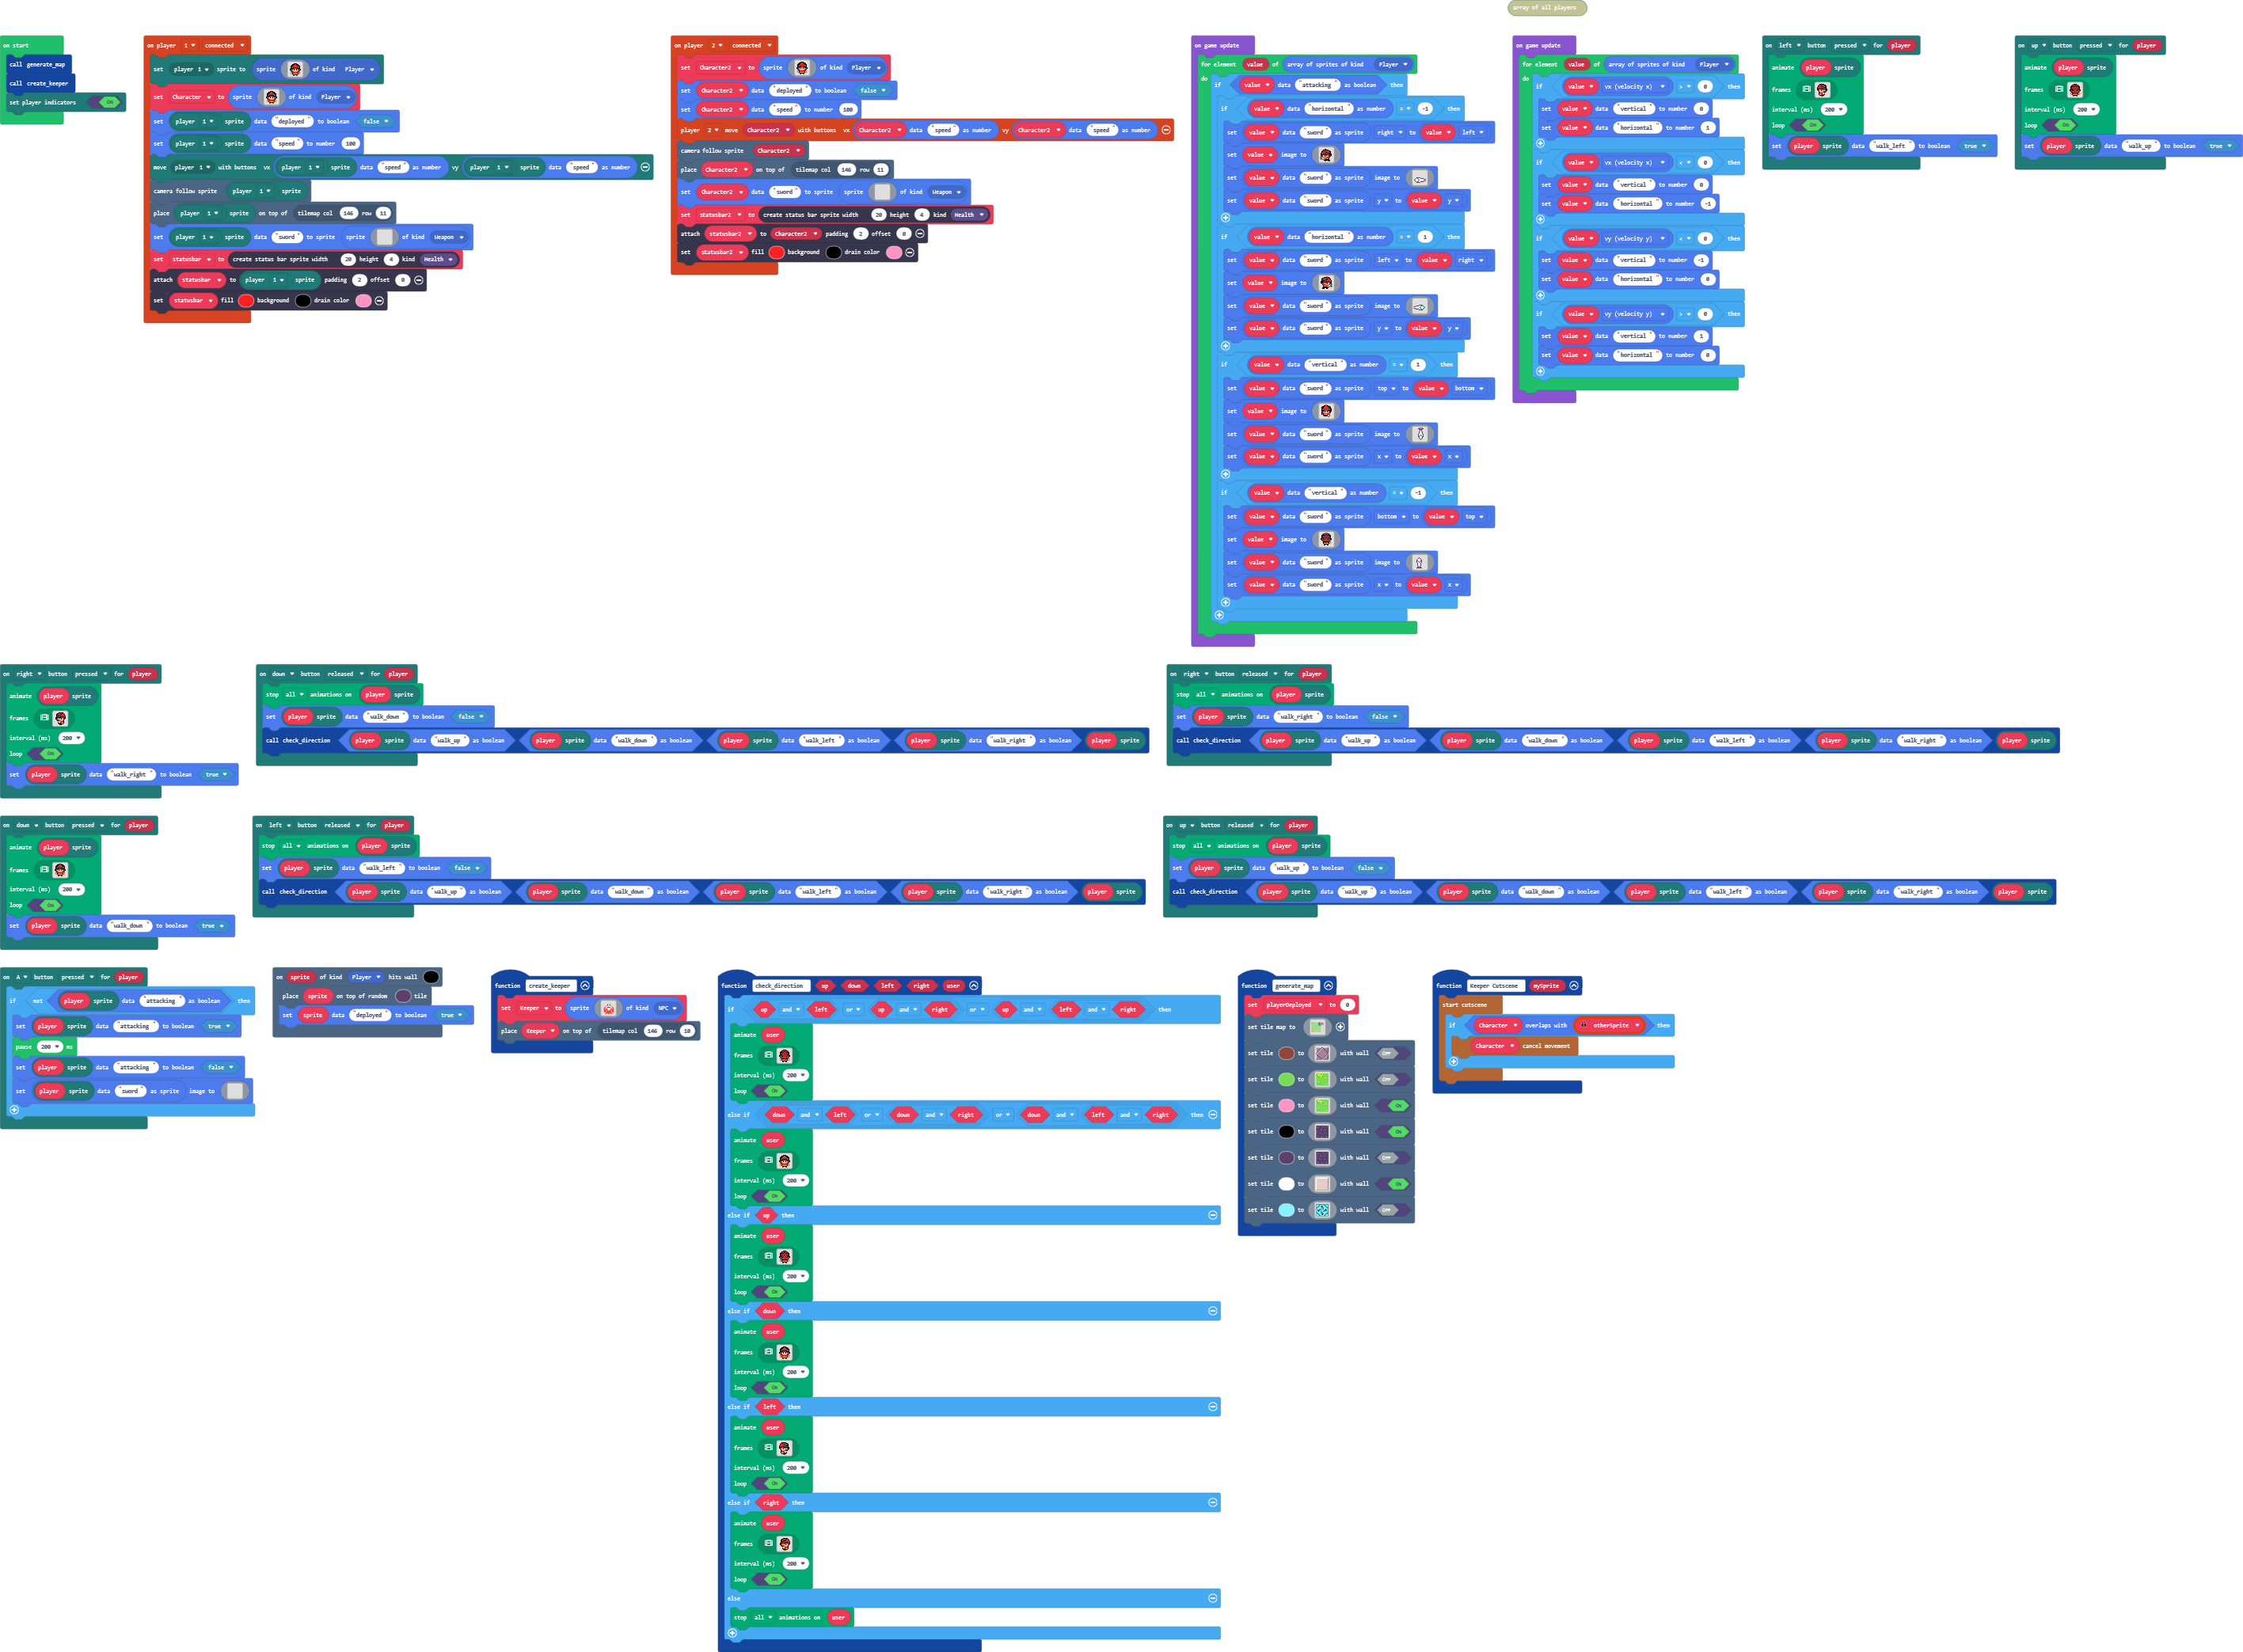 array of all players
on start
call generate_map
call create_keeper
set player indicators ON
on player 1 connected
set player 1 sprite to sprite of kind Player
set Character to sprite of kind Player
set player 1 sprite data "deployed" to boolean false
set player 1 sprite data "speed" to number 100
move player 1 with buttons vx player 1 sprite data "speed" as number vy player 1 sprite data "speed" as number
camera follow sprite player 1 sprite
place player 1 sprite on top of tilemap col 146 row 11
set player 1 sprite data "sword" to sprite sprite of kind Weapon
set statusbar to create status bar sprite width 20 height 4 kind Health
attach statusbar to player 1 sprite padding 2 offset 0
set statusbar fill background drain color
on player 2 connected
set Character2 to sprite of kind Player
set Character2 data "deployed" to boolean false
set Character2 data "speed" to number 100
player 2 move Character2 with buttons vx Character2 data "speed" as number vy Character2 data "speed" as number
camera follow sprite Character2
place Character2 on top of tilemap col 146 row 11
set Character2 data "sword" to sprite sprite of kind Weapon
set statusbar2 to create status bar sprite width 20 height 4 kind Health
attach statusbar2 to Character2 padding 2 offset 0
set statusbar2 fill background drain color
on game update
for element value of array of sprites of kind Player
do if value data "attacking" as boolean then
if value data "horizontal" as number = -1 then
set value data "sword" as sprite right to value left
set value image to
set value data "sword" as sprite image to
set value data "sword" as sprite y to value y
if value data "horizontal" as number = 1 then
set value data "sword" as sprite left to value right
set value image to
set value data "sword" as sprite image to
set value data "sword" as sprite y to value y
if value data "vertical" as number = 1 then
set value data "sword" as sprite top to value bottom
set value image to
set value data "sword" as sprite image to
set value data "sword" as sprite x to value x
if value data "vertical" as number = -1 then
set value data "sword" as sprite bottom to value top
set value image to
set value data "sword" as sprite image to
set value data "sword" as sprite x to value x
on game update
for element value of array of sprites of kind Player
do if value vx (velocity x) > 0 then
set value data "vertical" to number 0
set value data "horizontal" to number 1
if value vx (velocity x) < 0 then
set value data "vertical" to number 0
set value data "horizontal" to number -1
if value vy (velocity y) < 0 then
set value data "vertical" to number -1
set value data "horizontal" to number 0
if value vy (velocity y) > 0 then
set value data "vertical" to number 1
set value data "horizontal" to number 0
on left button pressed for player
animate player sprite
frames
interval (ms) 200
loop ON
set player sprite data "walk_left" to boolean true
on up button pressed for player
animate player sprite
frames
interval (ms) 200
loop ON
set player sprite data "walk_up" to boolean true
on right button pressed for player
animate player sprite
frames
interval (ms) 200
loop ON
set player sprite data "walk_right" to boolean true
on down button released for player
stop all animations on player sprite
set player sprite data "walk_down" to boolean false
call check_direction player sprite data "walk_up" as boolean player sprite data "walk_down" as boolean player sprite data "walk_left" as boolean player sprite data "walk_right" as boolean player sprite
on right button released for player
stop all animations on player sprite
set player sprite data "walk_right" to boolean false
call check_direction player sprite data "walk_up" as boolean player sprite data "walk_down" as boolean player sprite data "walk_left" as boolean player sprite data "walk_right" as boolean player sprite
on down button pressed for player
animate player sprite
frames
interval (ms) 200
loop ON
set player sprite data "walk_down" to boolean true
on left button released for player
stop all animations on player sprite
set player sprite data "walk_left" to boolean false
call check_direction player sprite data "walk_up" as boolean player sprite data "walk_down" as boolean player sprite data "walk_left" as boolean player sprite data "walk_right" as boolean player sprite
on up button released for player
stop all animations on player sprite
set player sprite data "walk_up" to boolean false
call check_direction player sprite data "walk_up" as boolean player sprite data "walk_down" as boolean player sprite data "walk_left" as boolean player sprite data "walk_right" as boolean player sprite
on A button pressed for player
if not player sprite data "attacking" as boolean then
set player sprite data "attacking" to boolean true
pause 200 ms
set player sprite data "attacking" to boolean false
set player sprite data "sword" as sprite image to
on sprite of kind Player hits wall
place sprite on top of random tile
set sprite data "deployed" to boolean true
function create_keeper
set Keeper to sprite of kind NPC
place Keeper on top of tilemap col 146 row 10
function check_direction up down left right user
if up and left or up and right or up and left and right then
animate user
frames
interval (ms) 200
loop ON
else if down and left or down and right or down and left and right then
animate user
frames
interval (ms) 200
loop ON
else if up then
animate user
frames
interval (ms) 200
loop ON
else if down then
animate user
frames
interval (ms) 200
loop ON
else if left then
animate user
frames
interval (ms) 200
loop ON
else if right then
animate user
frames
interval (ms) 200
loop ON
else
stop all animations on user
function generate_map
set playerDeployed to 0
set tile map to
set tile to with wall OFF
set tile to with wall OFF
set tile to with wall ON
set tile to with wall ON
set tile to with wall OFF
set tile to with wall ON
set tile to with wall OFF
function Keeper Cutscene mySprite
start cutscene
if Character overlaps with otherSprite then
Character cancel movement